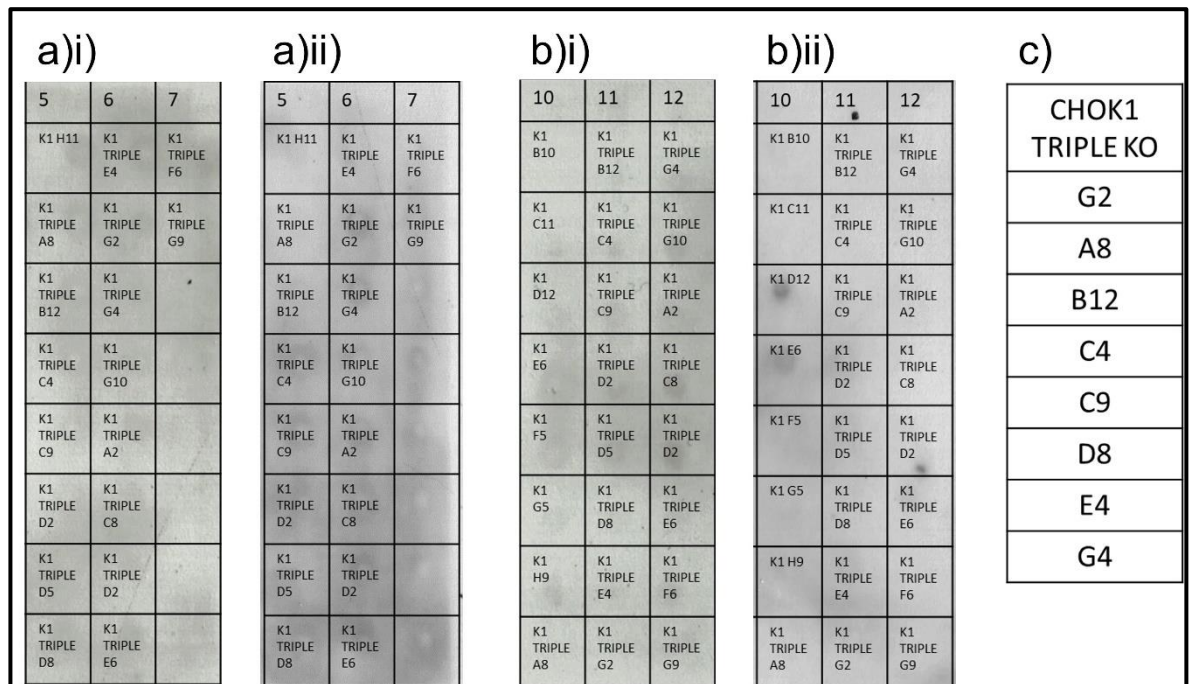 a)i)
5 6 7
K1 H11 K1 TRIPLE E4 K1 TRIPLE F6
K1 TRIPLE A8 K1 TRIPLE G2 K1 TRIPLE G9
K1 TRIPLE B12 K1 TRIPLE G4
K1 TRIPLE C4 K1 TRIPLE G10
K1 TRIPLE C9 K1 TRIPLE A2
K1 TRIPLE D2 K1 TRIPLE C8
K1 TRIPLE D5 K1 TRIPLE D2
K1 TRIPLE D8 K1 TRIPLE E6
a)ii)
5 6 7
K1 H11 K1 TRIPLE E4 K1 TRIPLE F6
K1 TRIPLE A8 K1 TRIPLE G2 K1 TRIPLE G9
K1 TRIPLE B12 K1 TRIPLE G4
K1 TRIPLE C4 K1 TRIPLE G10
K1 TRIPLE C9 K1 TRIPLE A2
K1 TRIPLE D2 K1 TRIPLE C8
K1 TRIPLE D5 K1 TRIPLE D2
K1 TRIPLE D8 K1 TRIPLE E6
b)i)
10 11 12
K1 B10 K1 TRIPLE B12 K1 TRIPLE G4
K1 C11 K1 TRIPLE C4 K1 TRIPLE G10
K1 D12 K1 TRIPLE C9 K1 TRIPLE A2
K1 E6 K1 TRIPLE D2 K1 TRIPLE C8
K1 F5 K1 TRIPLE D5 K1 TRIPLE D2
K1 G5 K1 TRIPLE D8 K1 TRIPLE E6
K1 H9 K1 TRIPLE E4 K1 TRIPLE F6
K1 TRIPLE A8 K1 TRIPLE G2 K1 TRIPLE G9
b)ii)
10 11 12
K1 B10 K1 TRIPLE B12 K1 TRIPLE G4
K1 C11 K1 TRIPLE C4 K1 TRIPLE G10
K1 D12 K1 TRIPLE C9 K1 TRIPLE A2
K1 E6 K1 TRIPLE D2 K1 TRIPLE C8
K1 F5 K1 TRIPLE D5 K1 TRIPLE D2
K1 G5 K1 TRIPLE D8 K1 TRIPLE E6
K1 H9 K1 TRIPLE E4 K1 TRIPLE F6
K1 TRIPLE A8 K1 TRIPLE G2 K1 TRIPLE G9
c)
CHOK1
TRIPLE KO
G2
A8
B12
C4
C9
D8
E4
G4